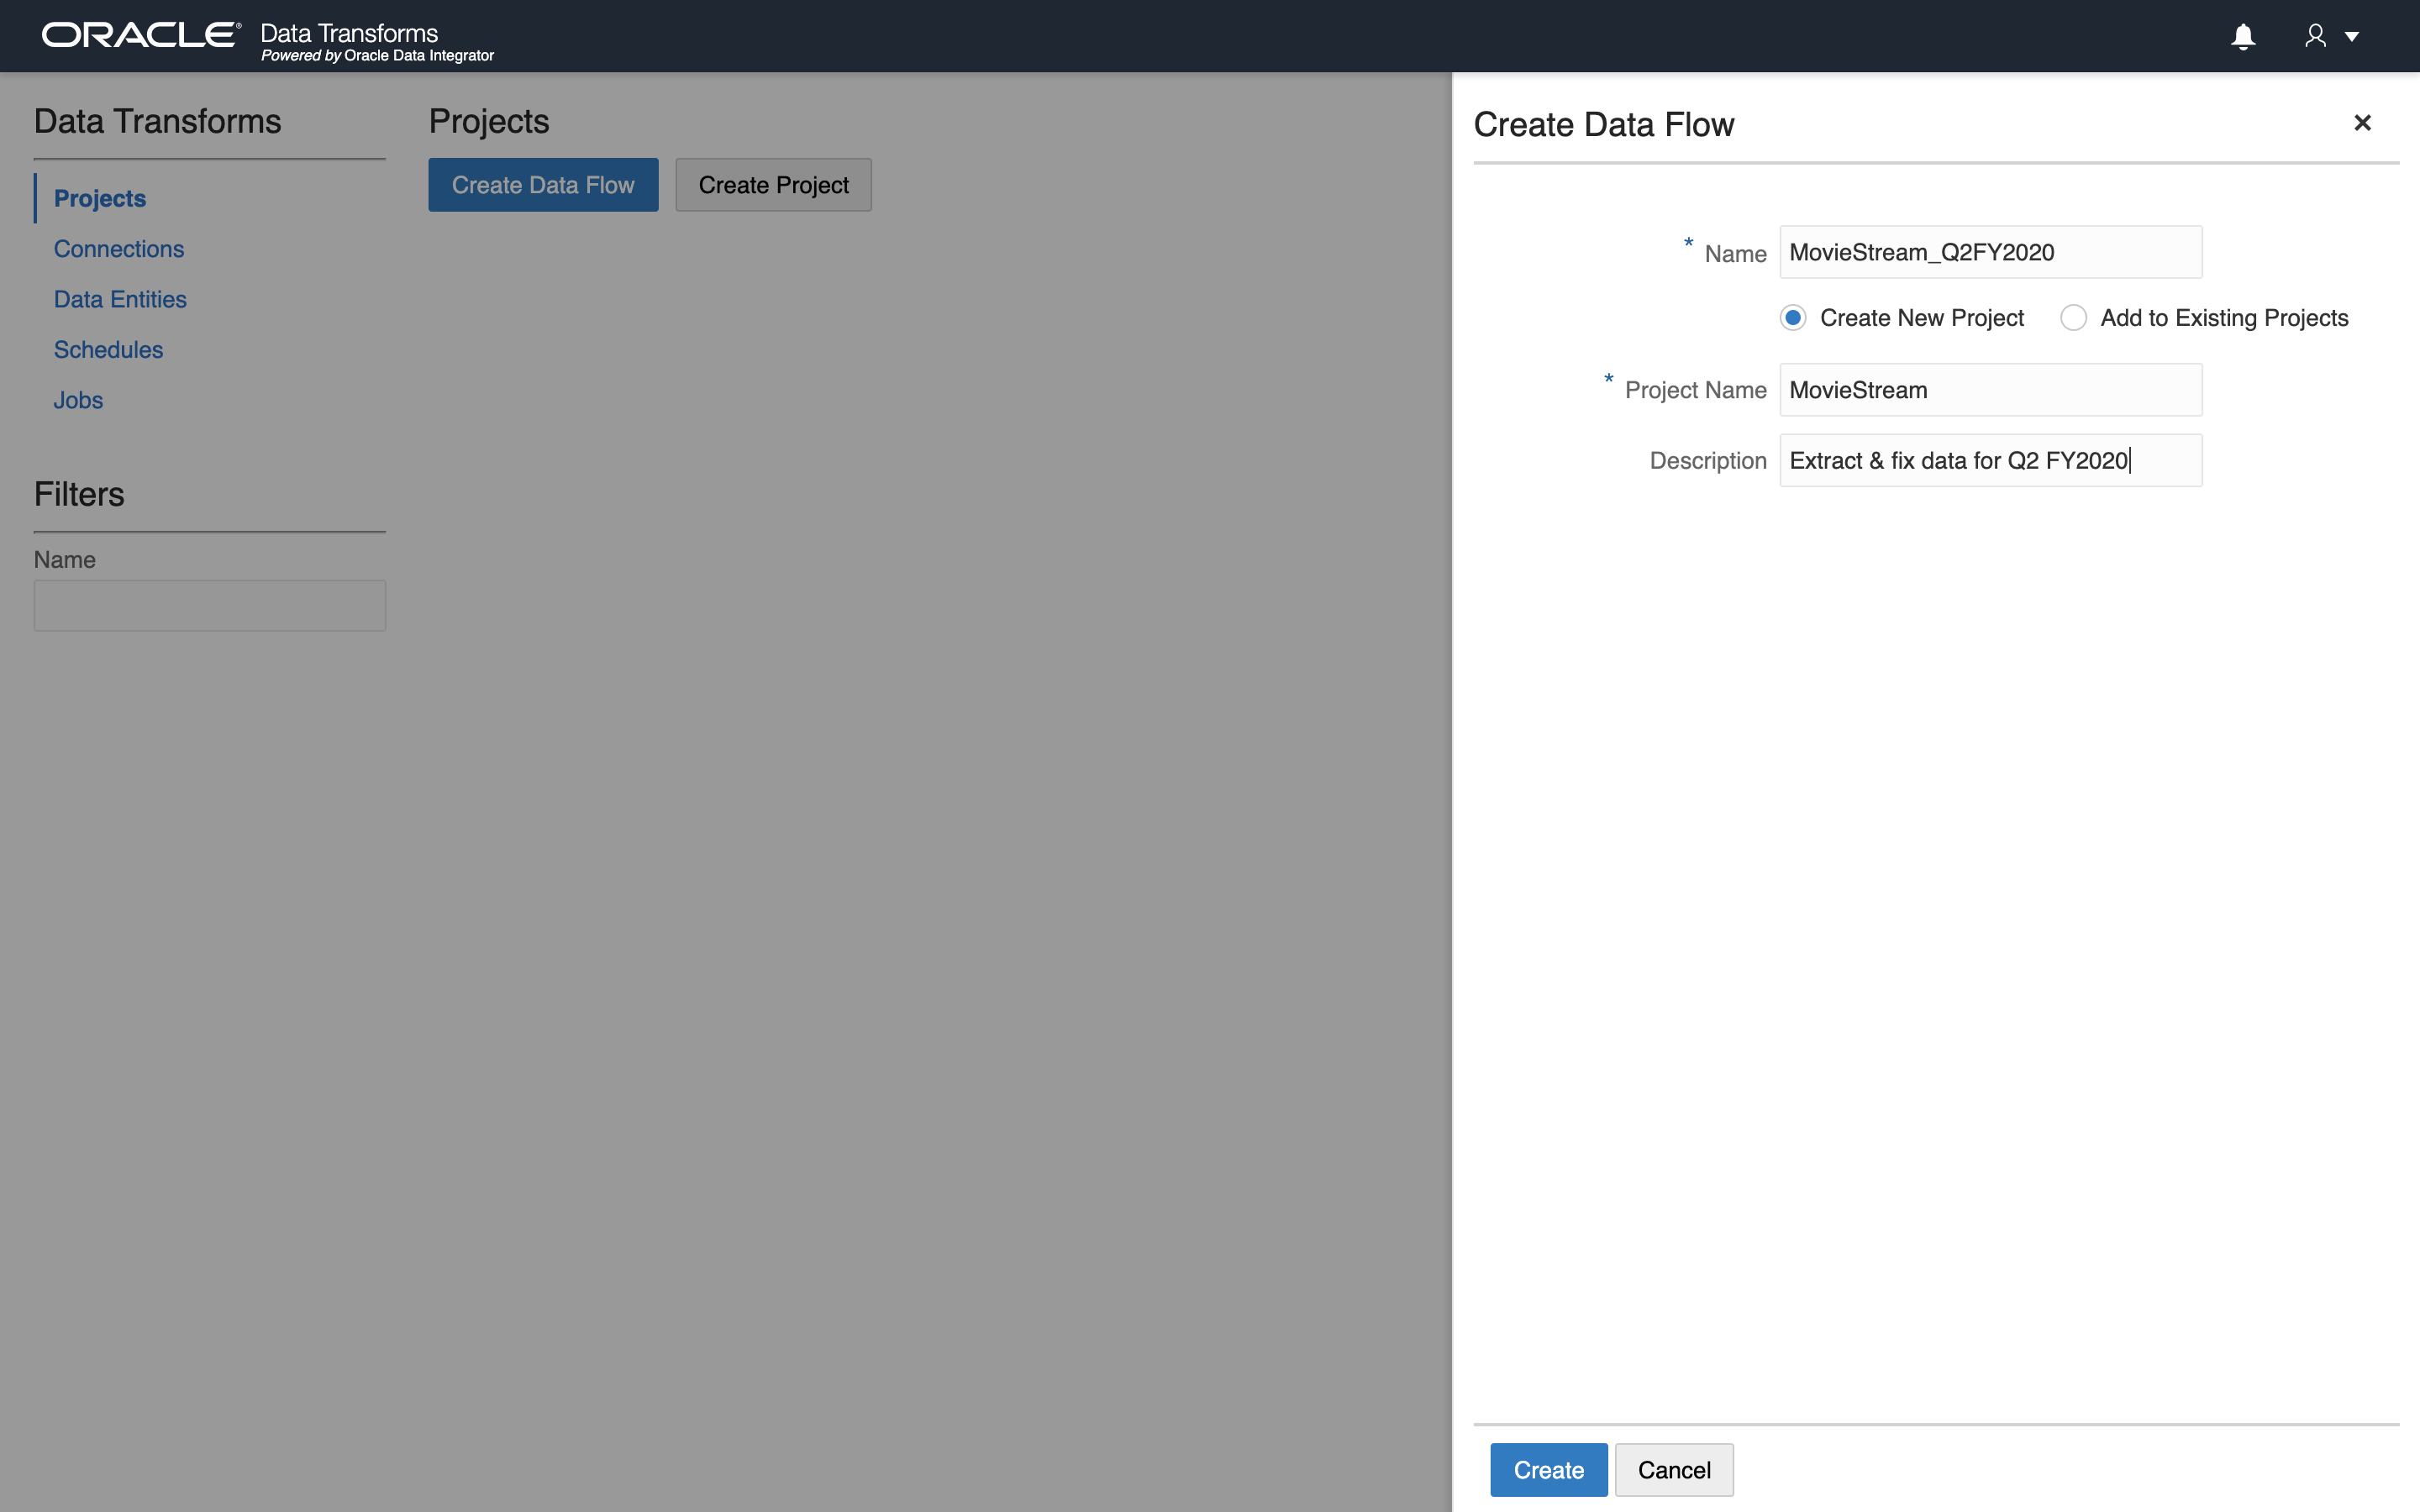 ORACLE® Data Transforms
Powered by Oracle Data Integrator
Data Transforms
Projects
Connections
Data Entities
Schedules
Jobs
Filters
Name
Projects
Create Data Flow Create Project
Create Data Flow
* Name MovieStream_Q2FY2020
Create New Project Add to Existing Projects
* Project Name MovieStream
Description Extract & fix data for Q2 FY2020
Create Cancel